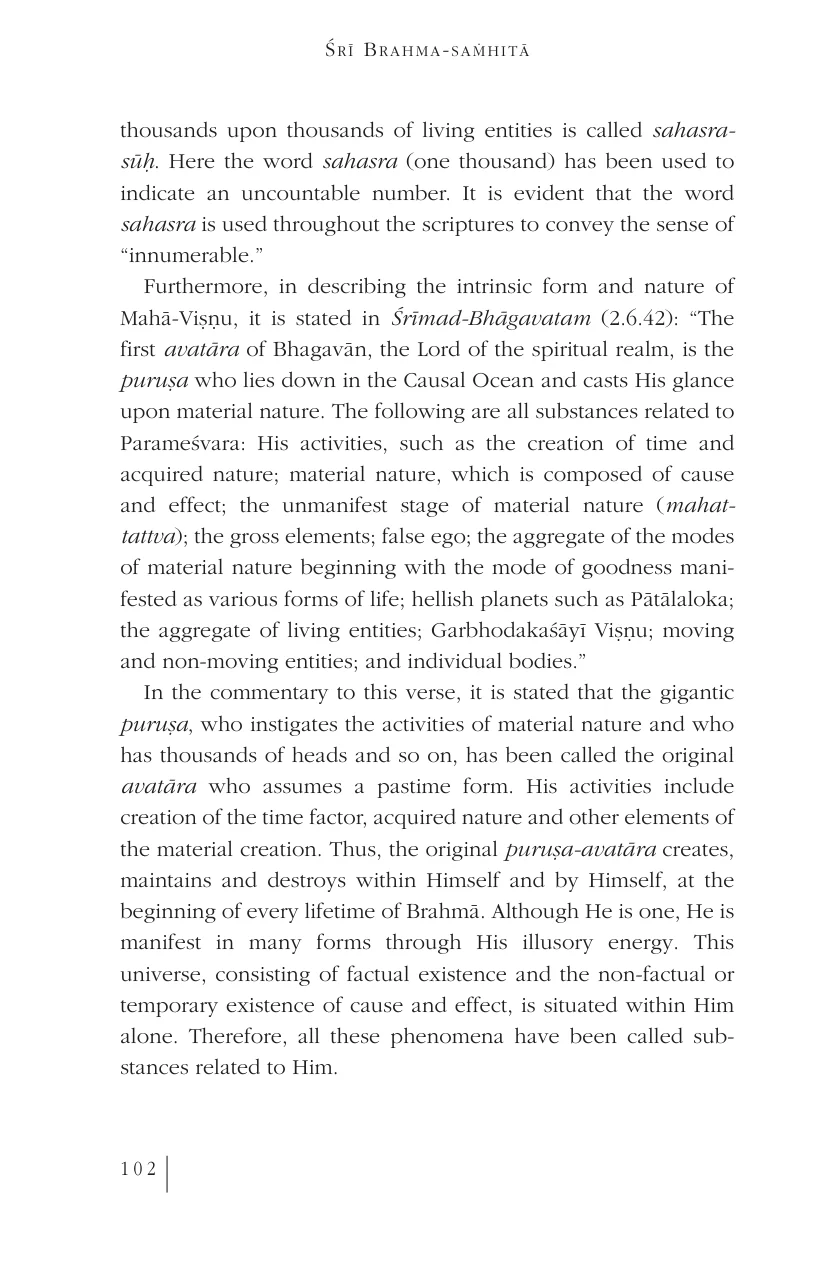 Śrī Brahma-saṁhitā
thousands upon thousands of living entities is called sahasra-
sūḥ. Here the word sahasra (one thousand) has been used to
indicate an uncountable number. It is evident that the word
sahasra is used throughout the scriptures to convey the sense of
“innumerable.”
Furthermore, in describing the intrinsic form and nature of
Mahā-Viṣṇu, it is stated in Śrīmad-Bhāgavatam (2.6.42): “The
first avatāra of Bhagavān, the Lord of the spiritual realm, is the
puruṣa who lies down in the Causal Ocean and casts His glance
upon material nature. The following are all substances related to
Parameśvara: His activities, such as the creation of time and
acquired nature; material nature, which is composed of cause
and effect; the unmanifest stage of material nature (mahat-
tattva); the gross elements; false ego; the aggregate of the modes
of material nature beginning with the mode of goodness mani-
fested as various forms of life; hellish planets such as Pātālaloka;
the aggregate of living entities; Garbhodakaśāyī Viṣṇu; moving
and non-moving entities; and individual bodies.”
In the commentary to this verse, it is stated that the gigantic
puruṣa, who instigates the activities of material nature and who
has thousands of heads and so on, has been called the original
avatāra who assumes a pastime form. His activities include
creation of the time factor, acquired nature and other elements of
the material creation. Thus, the original puruṣa-avatāra creates,
maintains and destroys within Himself and by Himself, at the
beginning of every lifetime of Brahmā. Although He is one, He is
manifest in many forms through His illusory energy. This
universe, consisting of factual existence and the non-factual or
temporary existence of cause and effect, is situated within Him
alone. Therefore, all these phenomena have been called sub-
stances related to Him.
102